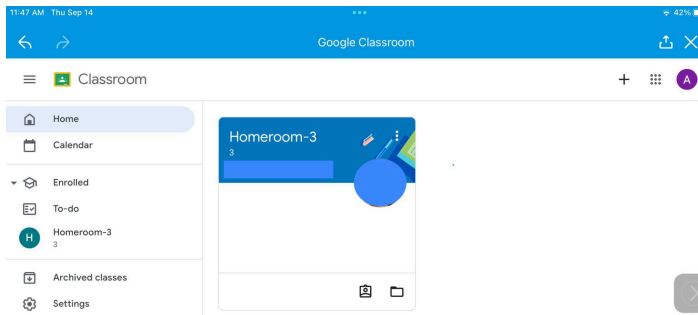 11:47 AM Thu Sep 14
42%
Google Classroom
Classroom
A
Home
Calendar
Enrolled
To-do
H
Homeroom-3
3
Archived classes
Settings
Homeroom-3
3